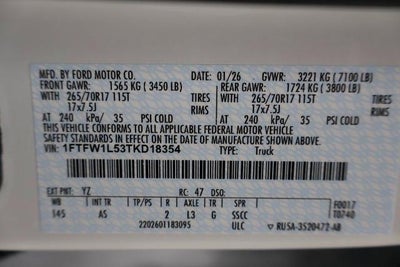 MFD. BY FORD MOTOR CO. 01/26 GVWR: 3221 KG ( 7100 LB)
FRONT GAWR: 1565 KG ( 3450 LB) REAR GAWR: 1724 KG ( 3800 LB)
WITH 265/70R17 115T TIRES WITH 265/70R17 115T TIRES
17x7.5J RIMS 17x7.5J RIMS
AT 240 kPa/ 35 PSI COLD AT 240 kPa/ 35 PSI COLD
THIS VEHICLE CONFORMS TO ALL APPLICABLE FEDERAL MOTOR VEHICLE
SAFETY STANDARDS IN EFFECT ON THE DATE OF MANUFACTURE SHOWN ABOVE.
VIN: 1FTFW1L53TKD18354 TYPE: Truck
EXT PNT: YZ RC: 47 DSO:
WB BRK INT TR TP/PS R AXLE TR SPR F0017
145 AS 2 L3 G SSCC T0740
2202601183095 ULC RU5A-3520472-AB